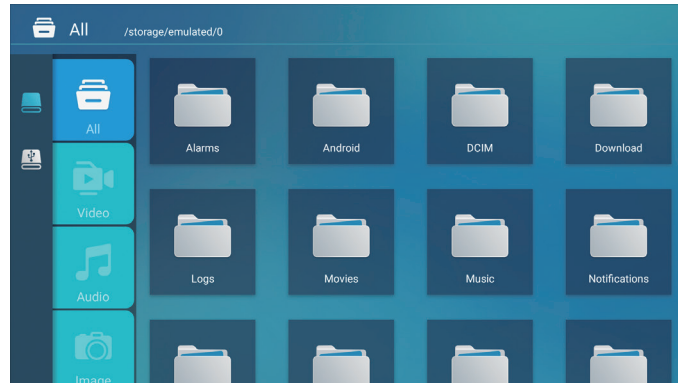 All /storage/emulated/0
All
Alarms Android DCIM Download
Video
Logs Movies Music Notifications
Audio
Image